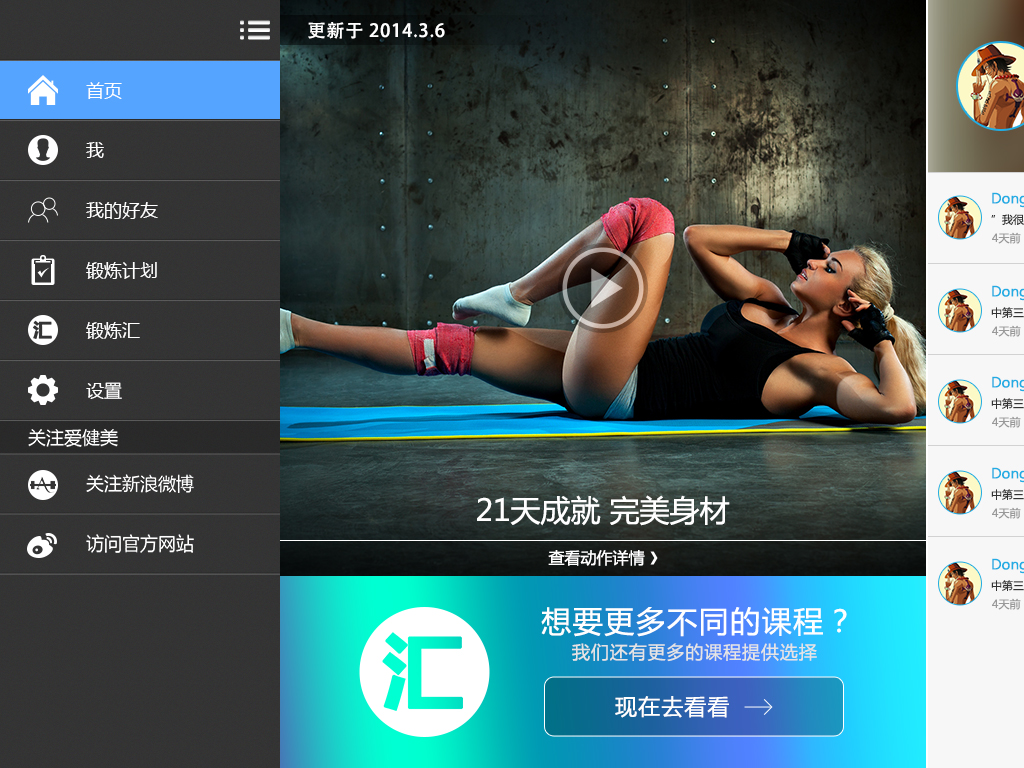 更新于 2014.3.6
首页
我
我的好友
锻炼计划
汇
锻炼汇
设置
关注爱健美
关注新浪微博
访问官方网站
21天成就 完美身材
查看动作详情 》
汇
想要更多不同的课程？
我们还有更多的课程提供选择
现在去看看 →
Dong
〃我很
4天前
Dong
中第三
4天前
Dong
中第三
4天前
Dong
中第三
4天前
Dong
中第三
4天前